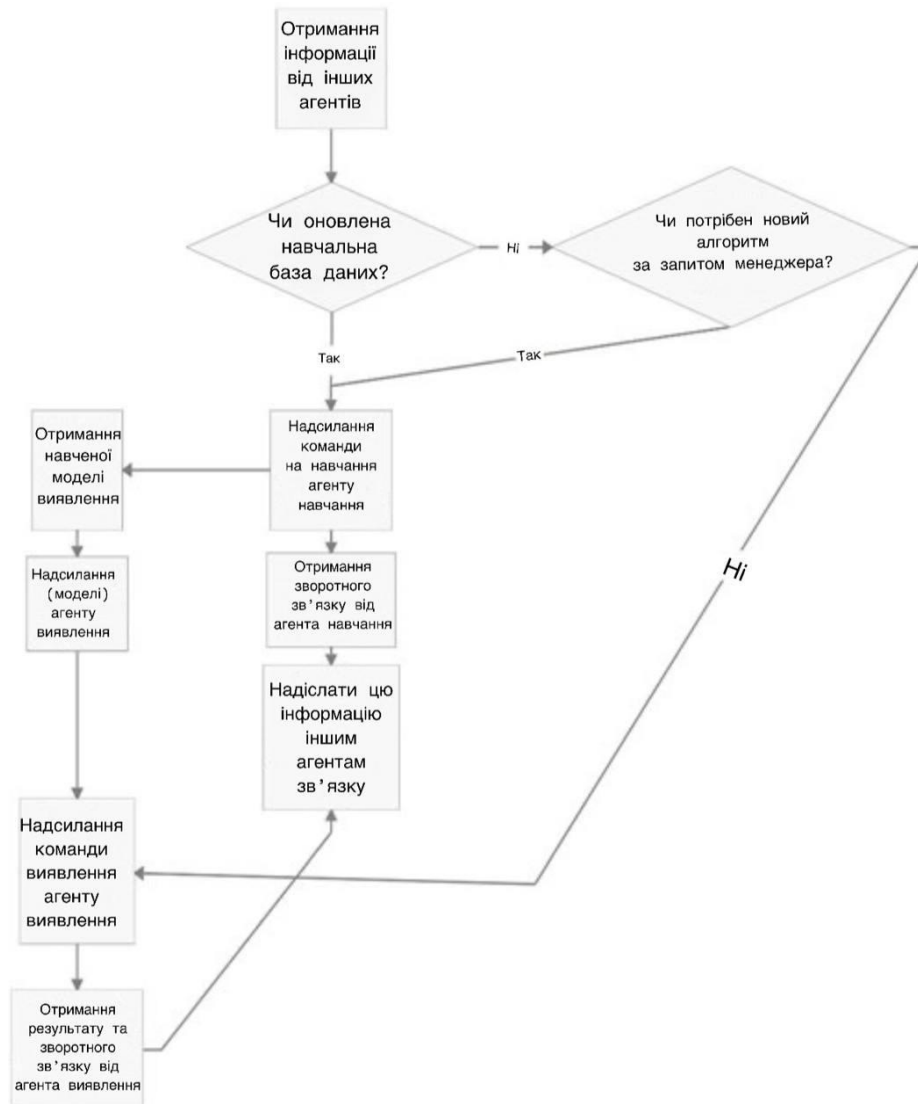 Отримання
інформації
від інших
агентів
Чи оновлена
навчальна
база даних?
Ні
Чи потрібен новий
алгоритм
за запитом менеджера?
Так
Так
Отримання
навченої
моделі
виявлення
Надсилання
команди
на навчання
агенту
навчання
Надсилання
(моделі)
агенту
виявлення
Отримання
зворотного
зв'язку від
агента навчання
Ні
Надіслати цю
інформацію
іншим
агентам
зв'язку
Надсилання
команди
виявлення
агенту
виявлення
Отримання
результату та
зворотного
зв'язку від
агента виявлення